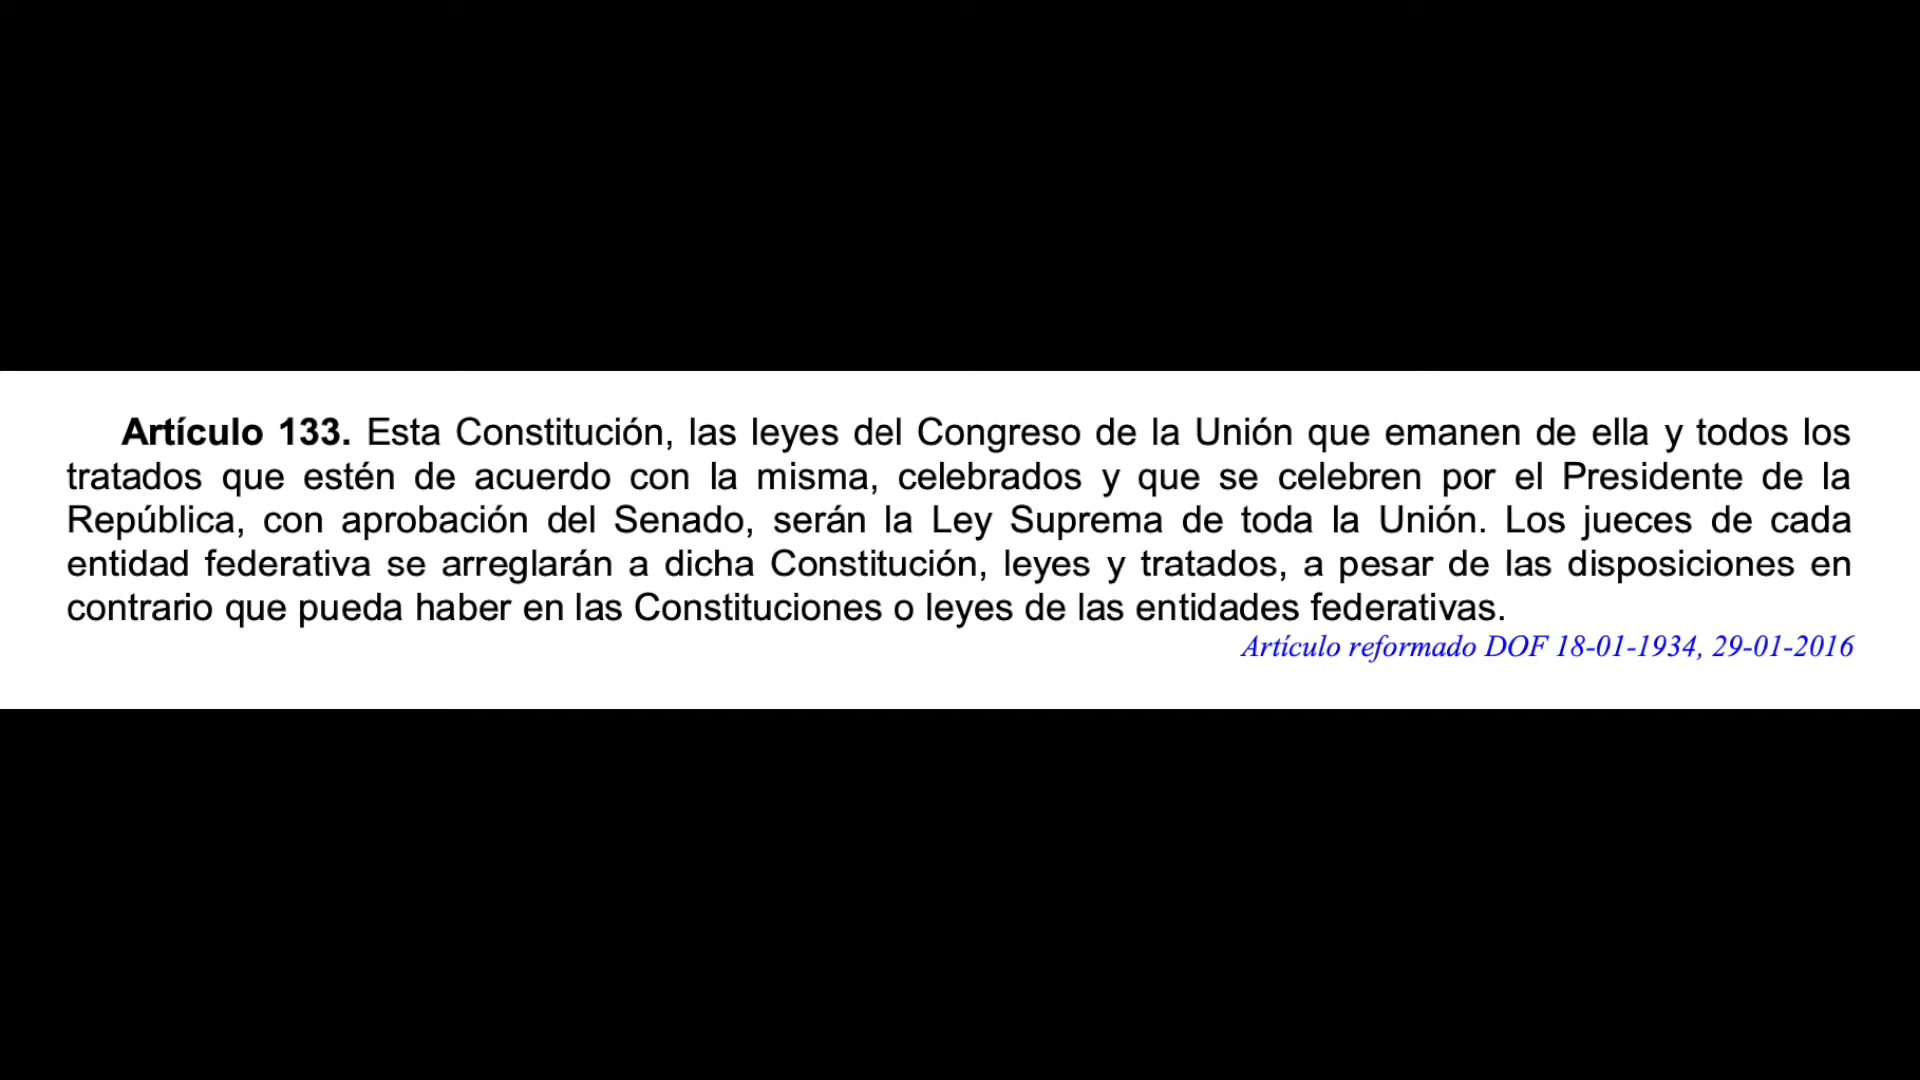 Artículo 133. Esta Constitución, las leyes del Congreso de la Unión que emanen de ella y todos los
tratados que estén de acuerdo con la misma, celebrados y que se celebren por el Presidente de la
República, con aprobación del Senado, serán la Ley Suprema de toda la Unión. Los jueces de cada
entidad federativa se arreglarán a dicha Constitución, leyes y tratados, a pesar de las disposiciones en
contrario que pueda haber en las Constituciones o leyes de las entidades federativas.
Artículo reformado DOF 18-01-1934, 29-01-2016